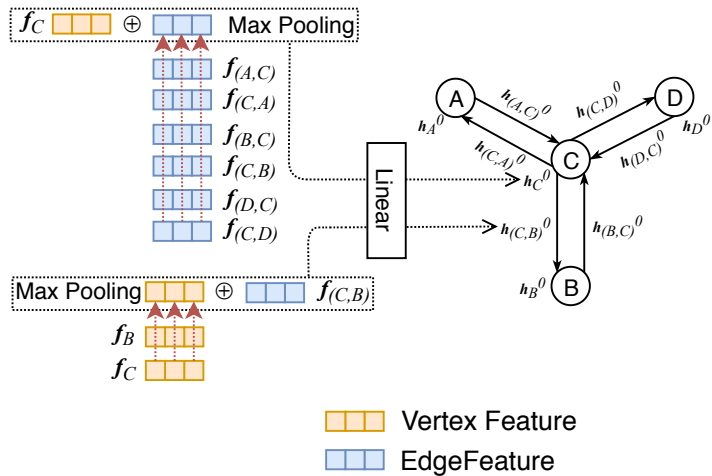 f_C ⊕ Max Pooling
f_(A,C)
f_(C,A)
f_(B,C)
f_(C,B)
f_(D,C)
f_(C,D)
Linear
Max Pooling ⊕ f_(C,B)
f_B
f_C
A
D
C
B
h_A^0
h_(A,C)^0
h_(C,A)^0
h_(C,D)^0
h_(D,C)^0
h_D^0
h_C^0
h_(C,B)^0
h_(B,C)^0
h_B^0
Vertex Feature
EdgeFeature